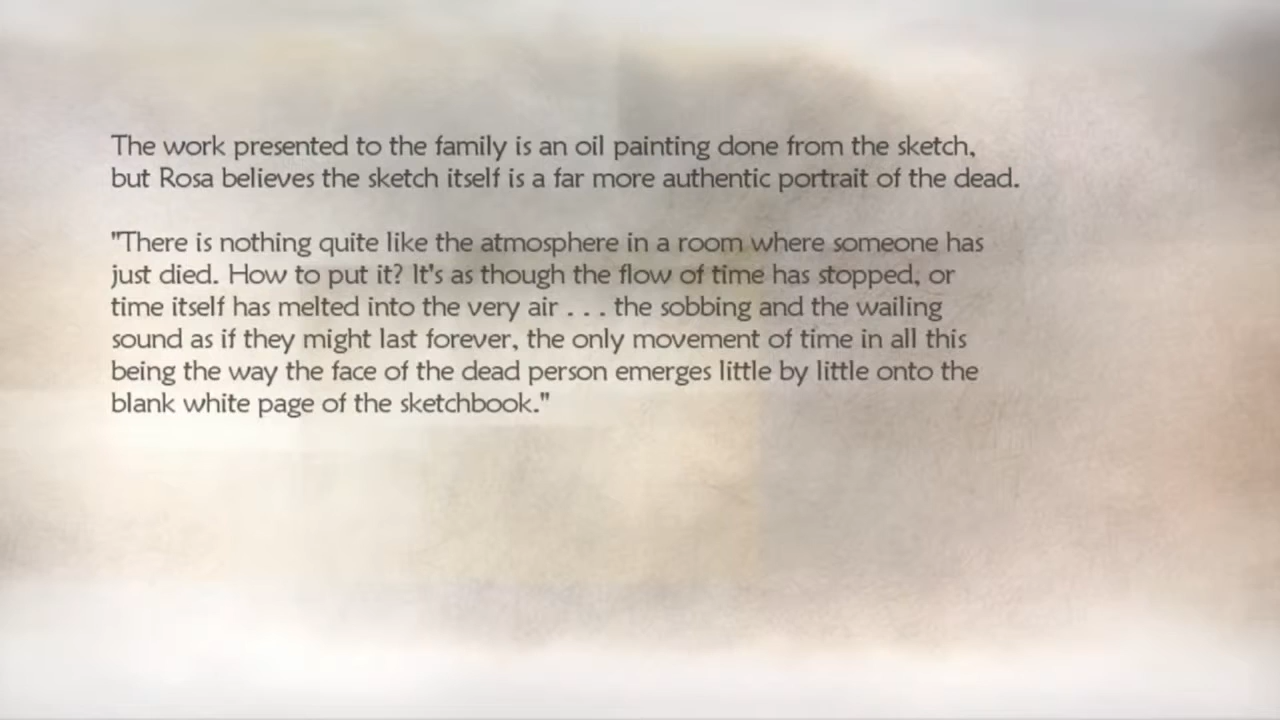 The work presented to the family is an oil painting done from the sketch,
but Rosa believes the sketch itself is a far more authentic portrait of the dead.
"There is nothing quite like the atmosphere in a room where someone has
just died. How to put it? It's as though the flow of time has stopped, or
time itself has melted into the very air . . . the sobbing and the wailing
sound as if they might last forever, the only movement of time in all this
being the way the face of the dead person emerges little by little onto the
blank white page of the sketchbook."